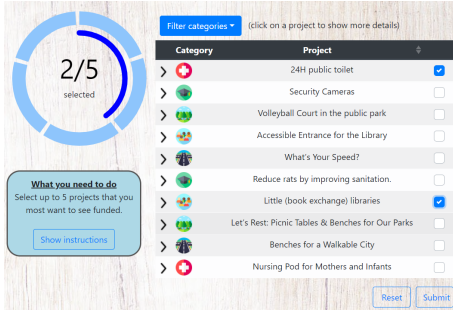 Filter categories
(click on a project to show more details)
Category Project
2/5
selected
24H public toilet
Security Cameras
Volleyball Court in the public park
Accessible Entrance for the Library
What's Your Speed?
Reduce rats by improving sanitation.
Little (book exchange) libraries
Let's Rest: Picnic Tables & Benches for Our Parks
Benches for a Walkable City
Nursing Pod for Mothers and Infants
What you need to do
Select up to 5 projects that you
most want to see funded.
Show instructions
Reset Submit